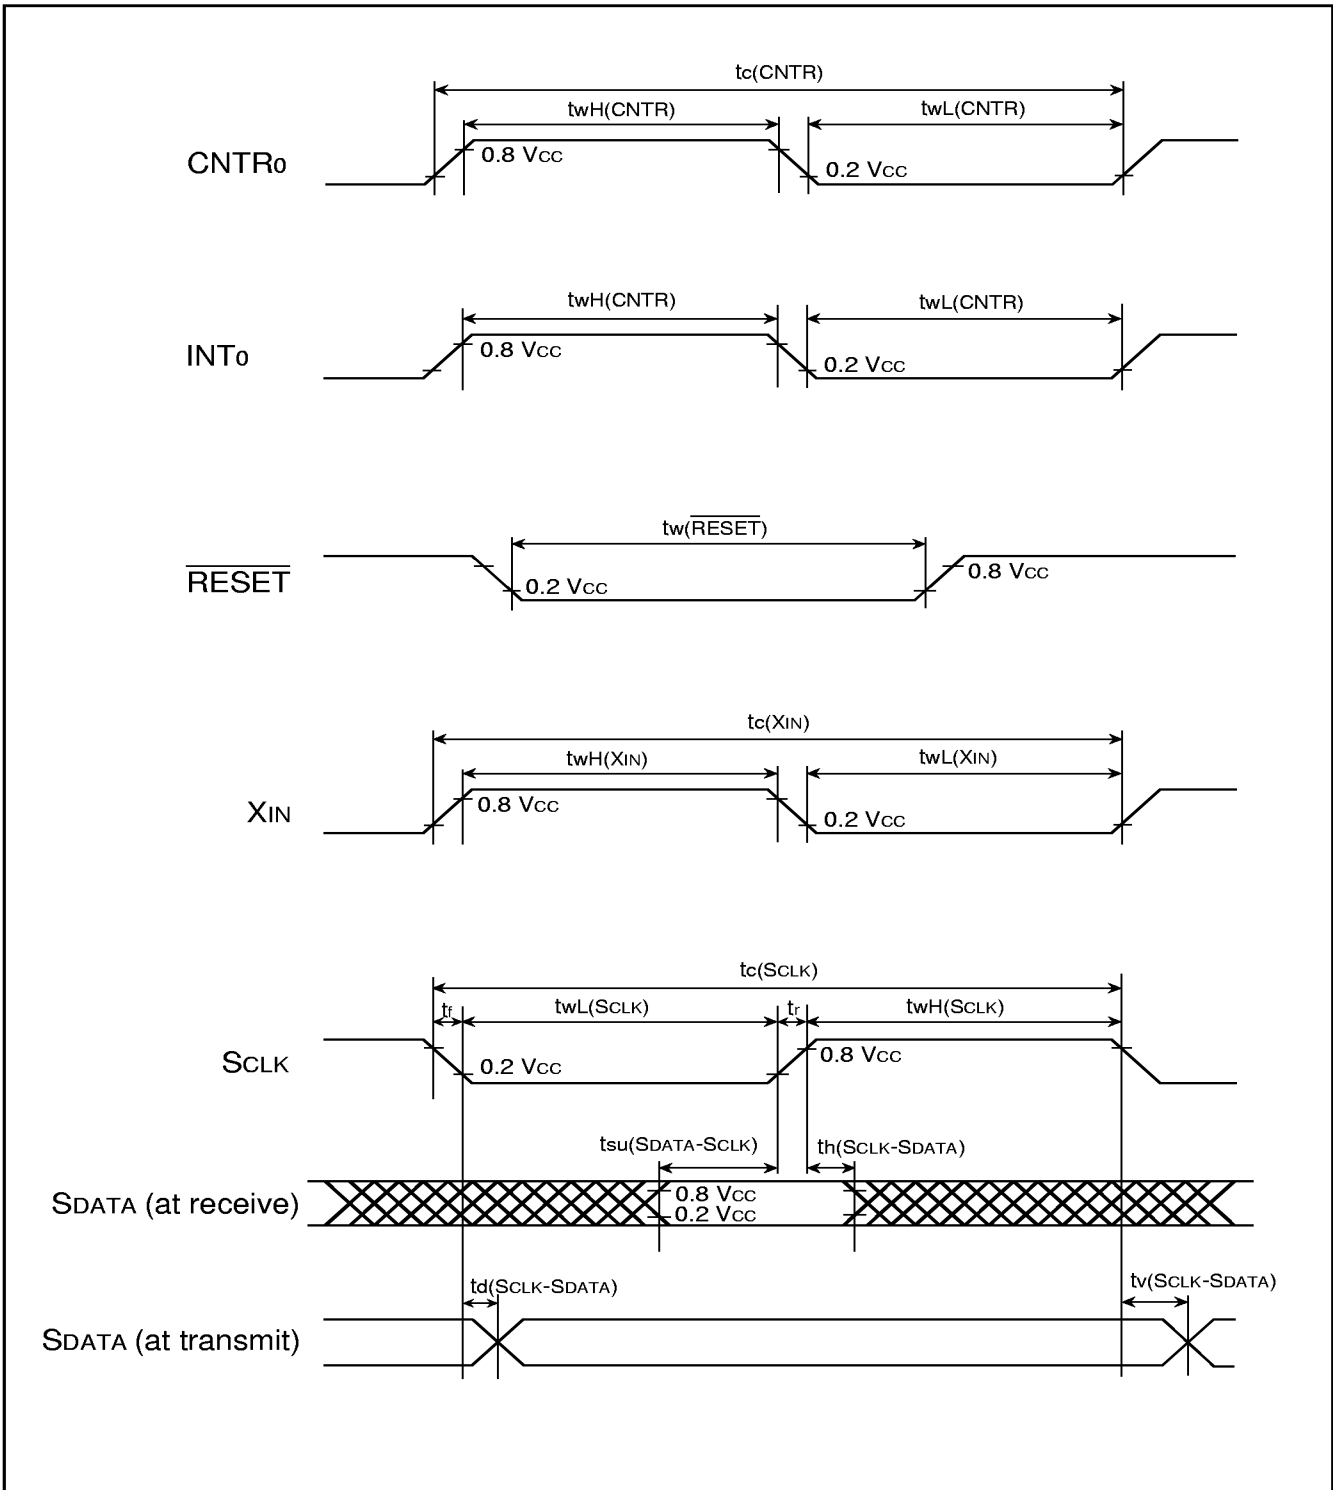 tc(CNTR)
twH(CNTR) twL(CNTR)
CNTR0 0.8 VCC 0.2 VCC
twH(CNTR) twL(CNTR)
INT0 0.8 VCC 0.2 VCC
tw(RESET)
RESET 0.2 VCC 0.8 VCC
tc(XIN)
twH(XIN) twL(XIN)
XIN 0.8 VCC 0.2 VCC
tc(SCLK)
tf twL(SCLK) tr twH(SCLK)
SCLK 0.2 VCC 0.8 VCC
tsu(SDATA-SCLK) th(SCLK-SDATA)
SDATA (at receive) 0.8 VCC
0.2 VCC
td(SCLK-SDATA) tv(SCLK-SDATA)
SDATA (at transmit)